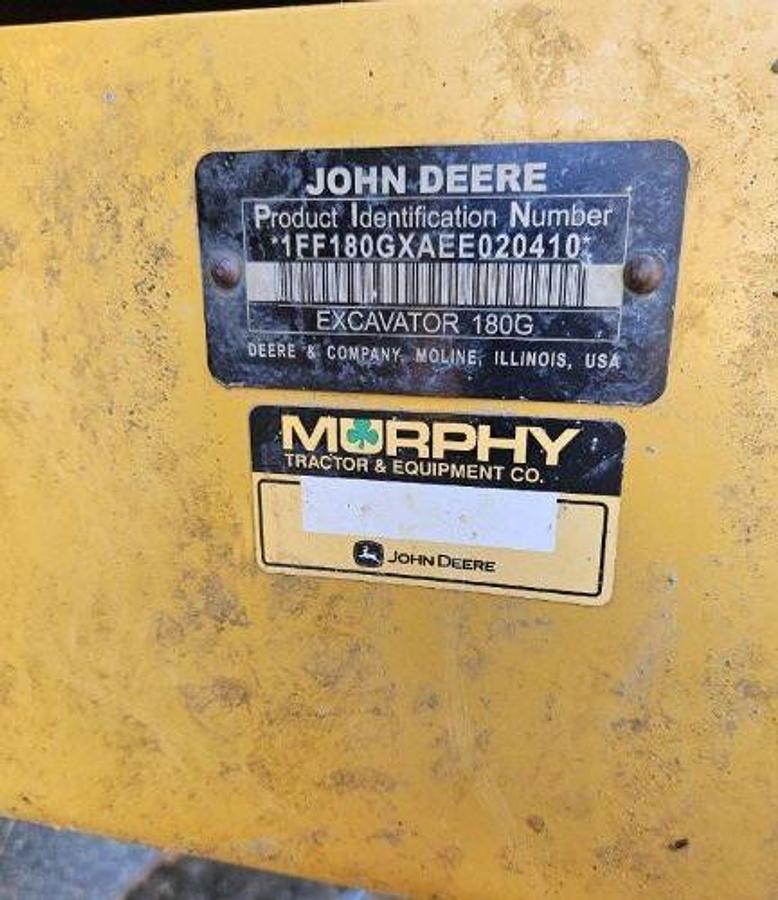 JOHN DEERE
Product Identification Number
*1FF180GXAEE020410*
EXCAVATOR 180G
DEERE & COMPANY, MOLINE, ILLINOIS, USA
MURPHY
TRACTOR & EQUIPMENT CO.
JOHN DEERE